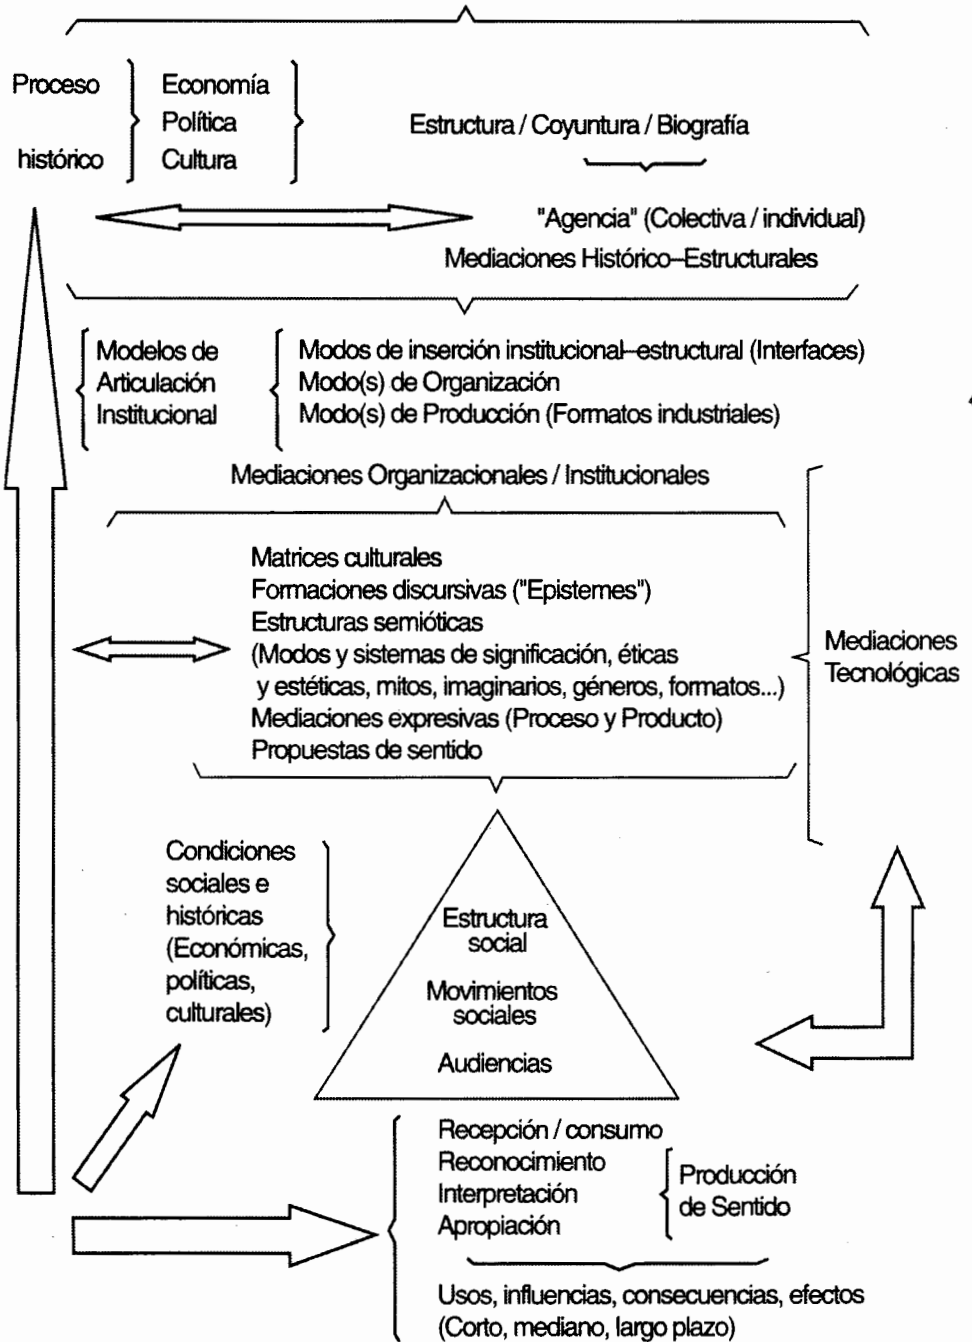 Proceso
histórico
Economía
Política
Cultura
Estructura / Coyuntura / Biografía
"Agencia" (Colectiva / individual)
Mediaciones Histórico–Estructurales
Modelos de
Articulación
Institucional
Modos de inserción institucional–estructural (Interfaces)
Modo(s) de Organización
Modo(s) de Producción (Formatos industriales)
Mediaciones Organizacionales / Institucionales
Matrices culturales
Formaciones discursivas ("Epistemes")
Estructuras semióticas
(Modos y sistemas de significación, éticas
y estéticas, mitos, imaginarios, géneros, formatos...)
Mediaciones expresivas (Proceso y Producto)
Propuestas de sentido
Mediaciones
Tecnológicas
Condiciones
sociales e
históricas
(Económicas,
políticas,
culturales)
Estructura
social
Movimientos
sociales
Audiencias
Recepción / consumo
Reconocimiento
Interpretación
Apropiación
Producción
de Sentido
Usos, influencias, consecuencias, efectos
(Corto, mediano, largo plazo)